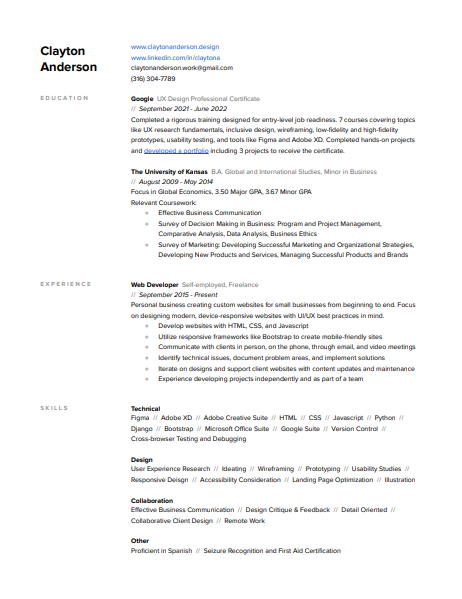 Clayton
Anderson
www.claytonanderson.design
www.linkedin.com/in/claytona
claytonanderson.work@gmail.com
(316) 304-7789
EDUCATION
Google UX Design Professional Certificate
// September 2021 - June 2022
Completed a rigorous training designed for entry-level job readiness. 7 courses covering topics
like UX research fundamentals, inclusive design, wireframing, low-fidelity and high-fidelity
prototypes, usability testing, and tools like Figma and Adobe XD. Completed hands-on projects
and developed a portfolio including 3 projects to receive the certificate.
The University of Kansas B.A. Global and International Studies, Minor in Business
// August 2009 - May 2014
Focus in Global Economics, 3.50 Major GPA, 3.67 Minor GPA
Relevant Coursework:
Effective Business Communication
Survey of Decision Making in Business: Program and Project Management,
Comparative Analysis, Data Analysis, Business Ethics
Survey of Marketing: Developing Successful Marketing and Organizational Strategies,
Developing New Products and Services, Managing Successful Products and Brands
EXPERIENCE
Web Developer Self-employed, Freelance
// September 2015 - Present
Personal business creating custom websites for small businesses from beginning to end. Focus
on designing modern, device-responsive websites with UI/UX best practices in mind.
Develop websites with HTML, CSS, and Javascript
Utilize responsive frameworks like Bootstrap to create mobile-friendly sites
Communicate with clients in person, on the phone, through email, and video meetings
Identify technical issues, document problem areas, and implement solutions
Iterate on designs and support client websites with content updates and maintenance
Experience developing projects independently and as part of a team
SKILLS
Technical
Figma // Adobe XD // Adobe Creative Suite // HTML // CSS // Javascript // Python //
Django // Bootstrap // Microsoft Office Suite // Google Suite // Version Control //
Cross-browser Testing and Debugging
Design
User Experience Research // Ideating // Wireframing // Prototyping // Usability Studies //
Responsive Design // Accessibility Consideration // Landing Page Optimization // Illustration
Collaboration
Effective Business Communication // Design Critique & Feedback // Detail Oriented //
Collaborative Client Design // Remote Work
Other
Proficient in Spanish // Seizure Recognition and First Aid Certification